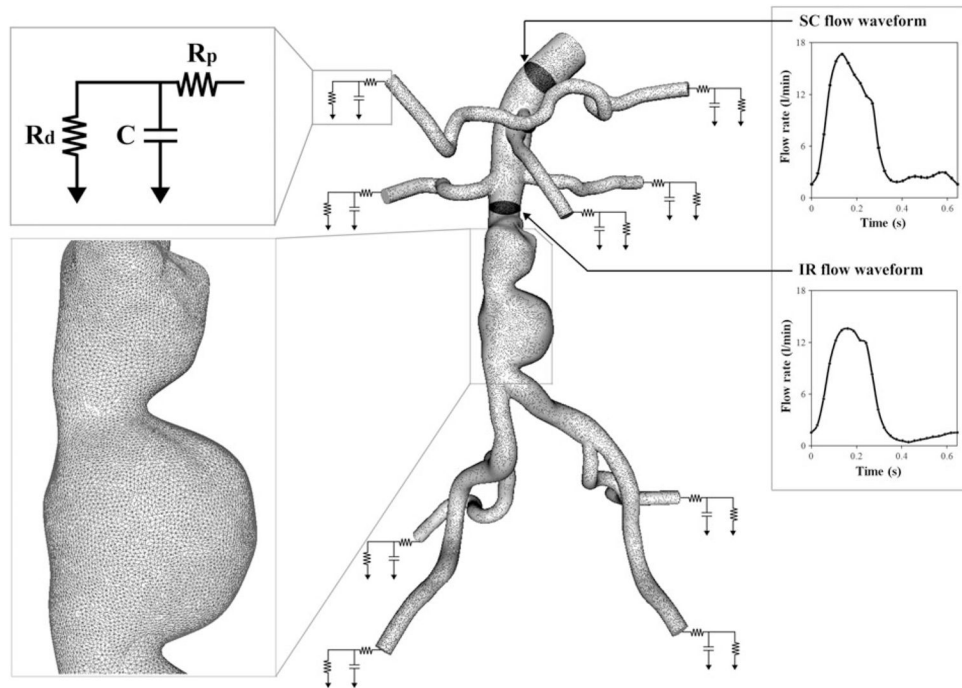 Rp
Rd
C
SC flow waveform
Flow rate (l/min)
18
12
6
0
0 0.2 0.4 0.6
Time (s)
IR flow waveform
Flow rate (l/min)
18
12
6
0
0 0.2 0.4 0.6
Time (s)